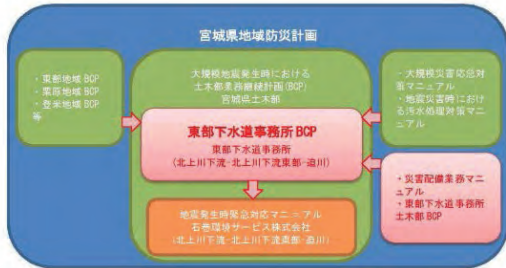 宮城県地域防災計画
・東部地域BCP
・栗原地域BCP
・登米地域BCP
等
大規模地震発生時における
土木部業務継続計画(BCP)
宮城県土木部
東部下水道事務所BCP
東部下水道事務所
(北上川下流・北上川下流東部・迫川)
地震発生時緊急対応マニュアル
石巻環境サービス株式会社
(北上川下流・北上川下流東部・迫川)
・大規模災害応急対
策マニュアル
・地震災害時におけ
る汚水処理対策マ
ニュアル
・災害配備業務マ
ニュアル
・東部下水道事務所
土木部BCP